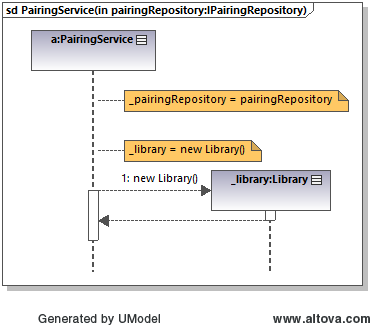 sd PairingService(in pairingRepository:IPairingRepository)
a:PairingService
_pairingRepository = pairingRepository
_library = new Library()
1: new Library()
_library:Library
Generated by UModel
www.altova.com